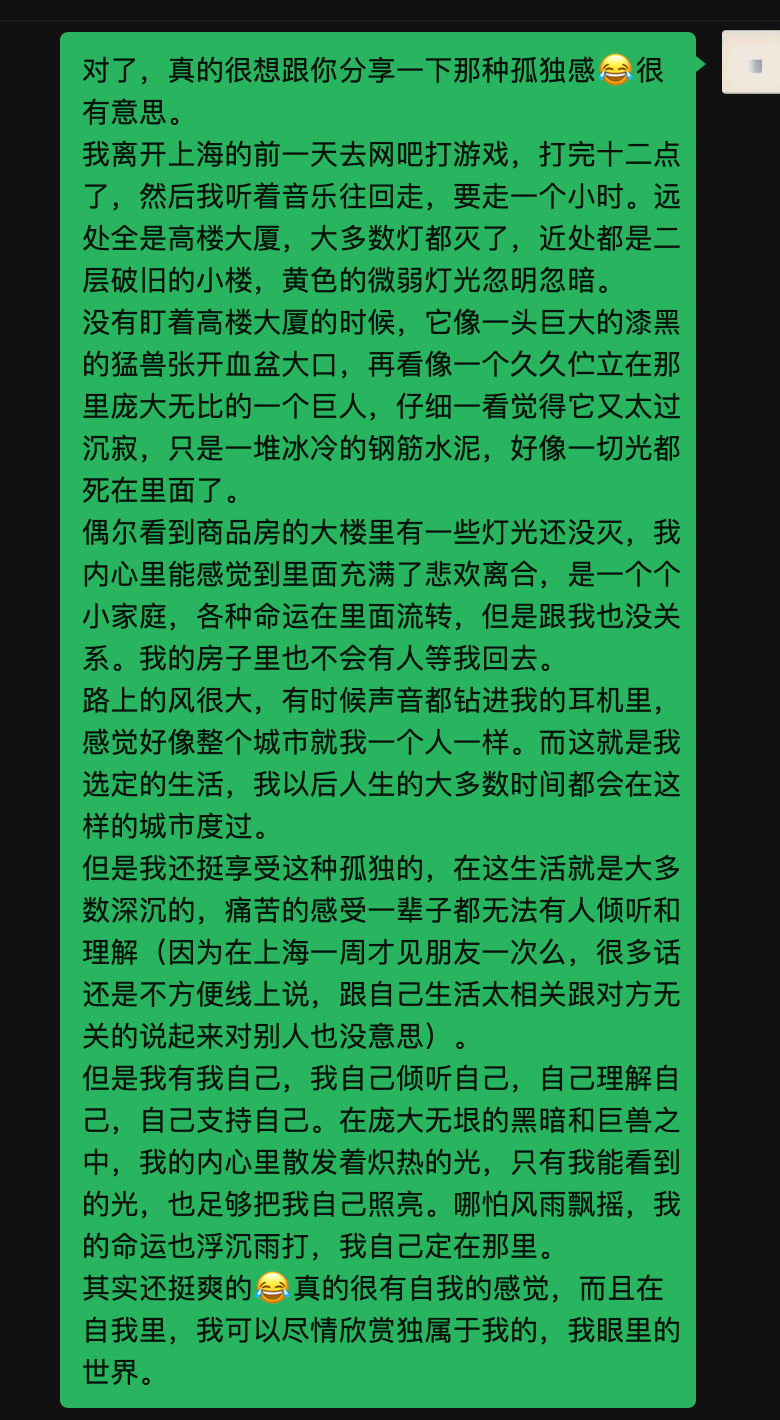 对了，真的很想跟你分享一下那种孤独感😂很
有意思。
我离开上海的前一天去网吧打游戏，打完十二点
了，然后我听着音乐往回走，要走一个小时。远
处全是高楼大厦，大多数灯都灭了，近处都是二
层破旧的小楼，黄色的微弱灯光忽明忽暗。
没有盯着高楼大厦的时候，它像一头巨大的漆黑
的猛兽张开血盆大口，再看像一个久久伫立在那
里庞大无比的一个巨人，仔细一看觉得它又太过
沉寂，只是一堆冰冷的钢筋水泥，好像一切光都
死在里面了。
偶尔看到商品房的大楼里有一些灯光还没灭，我
内心里能感觉到里面充满了悲欢离合，是一个个
小家庭，各种命运在里面流转，但是跟我也没关
系。我的房子里也不会有人等我回去。
路上的风很大，有时候声音都钻进我的耳机里，
感觉好像整个城市就我一个人一样。而这就是我
选定的生活，我以后人生的大多数时间都会在这
样的城市度过。
但是我还挺享受这种孤独的，在这生活就是大多
数深沉的，痛苦的感受一辈子都无法有人倾听和
理解（因为在上海一周才见朋友一次么，很多话
还是不方便线上说，跟自己生活太相关跟对方无
关的说起来对别人也没意思）。
但是我有我自己，我自己倾听自己，自己理解自
己，自己支持自己。在庞大无垠的黑暗和巨兽之
中，我的内心里散发着炽热的光，只有我能看到
的光，也足够把我自己照亮。哪怕风雨飘摇，我
的命运也浮沉雨打，我自己定在那里。
其实还挺爽的😂真的很有自我的感觉，而且在
自我里，我可以尽情欣赏独属于我的，我眼里的
世界。